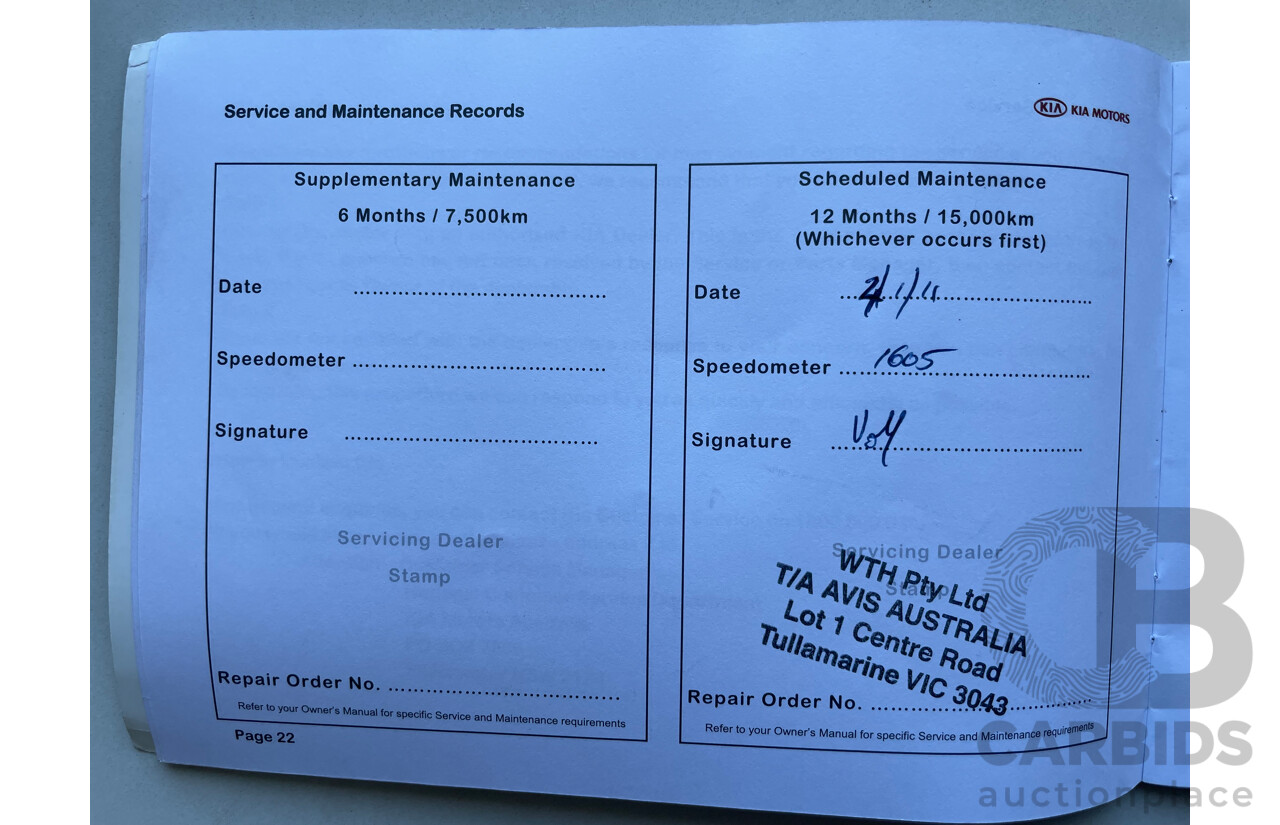 Service and Maintenance Records
KIA KIA MOTORS
Supplementary Maintenance
6 Months / 7,500km
Date
Speedometer
Signature
Servicing Dealer
Stamp
Repair Order No.
Refer to your Owner's Manual for specific Service and Maintenance requirements
Page 22
Scheduled Maintenance
12 Months / 15,000km
(Whichever occurs first)
Date 2/1/11
Speedometer 1605
Signature
Servicing Dealer
Stamp
WTH Pty Ltd
T/A AVIS AUSTRALIA
Lot 1 Centre Road
Tullamarine VIC 3043
Repair Order No.
Refer to your Owner's Manual for specific Service and Maintenance requirements
CB
CARBIDS
auctionplace